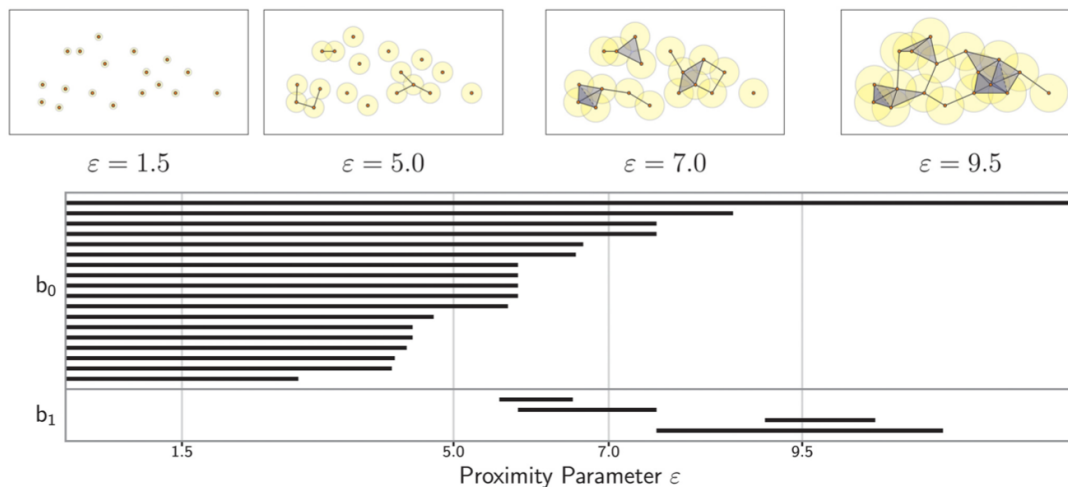 ε = 1.5
ε = 5.0
ε = 7.0
ε = 9.5
b0
b1
1.5
5.0
7.0
9.5
Proximity Parameter ε